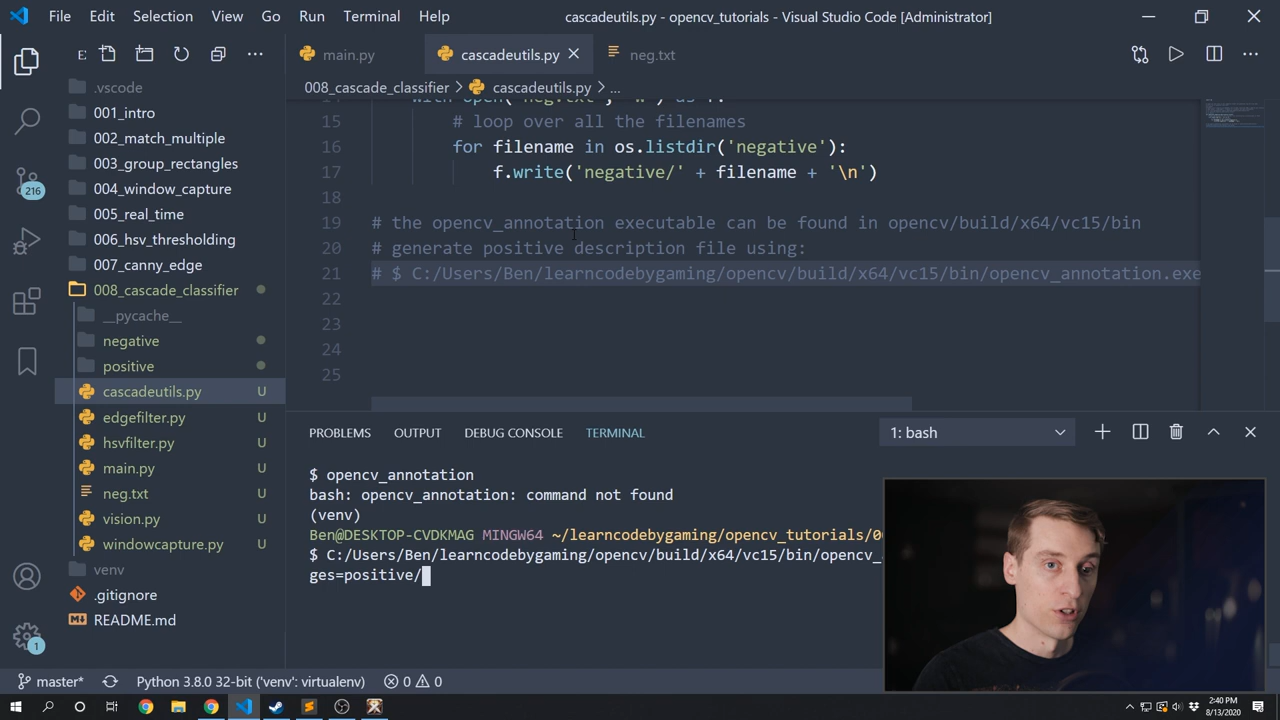 File Edit Selection View Go Run Terminal Help
cascadeutils.py - opencv_tutorials - Visual Studio Code [Administrator]
E
main.py
cascadeutils.py
neg.txt
008_cascade_classifier > cascadeutils.py > ...
.vscode
001_intro
002_match_multiple
003_group_rectangles
004_window_capture
005_real_time
006_hsv_thresholding
007_canny_edge
008_cascade_classifier
__pycache__
negative
positive
cascadeutils.py U
edgefilter.py U
hsvfilter.py U
main.py U
neg.txt U
vision.py U
windowcapture.py U
venv
.gitignore
README.md
216
1
15 # loop over all the filenames
16 for filename in os.listdir('negative'):
17 f.write('negative/' + filename + '\n')
18
19 # the opencv_annotation executable can be found in opencv/build/x64/vc15/bin
20 # generate positive description file using:
21 # $ C:/Users/Ben/learncodebygaming/opencv/build/x64/vc15/bin/opencv_annotation.exe
22
23
24
25
PROBLEMS OUTPUT DEBUG CONSOLE TERMINAL
1: bash
$ opencv_annotation
bash: opencv_annotation: command not found
(venv)
Ben@DESKTOP-CVDKMAG MINGW64 ~/learncodebygaming/opencv_tutorials/0
$ C:/Users/Ben/learncodebygaming/opencv/build/x64/vc15/bin/opencv_
ges=positive/
master* Python 3.8.0 32-bit ('venv': virtualenv) 0 0
2:40 PM
8/13/2020